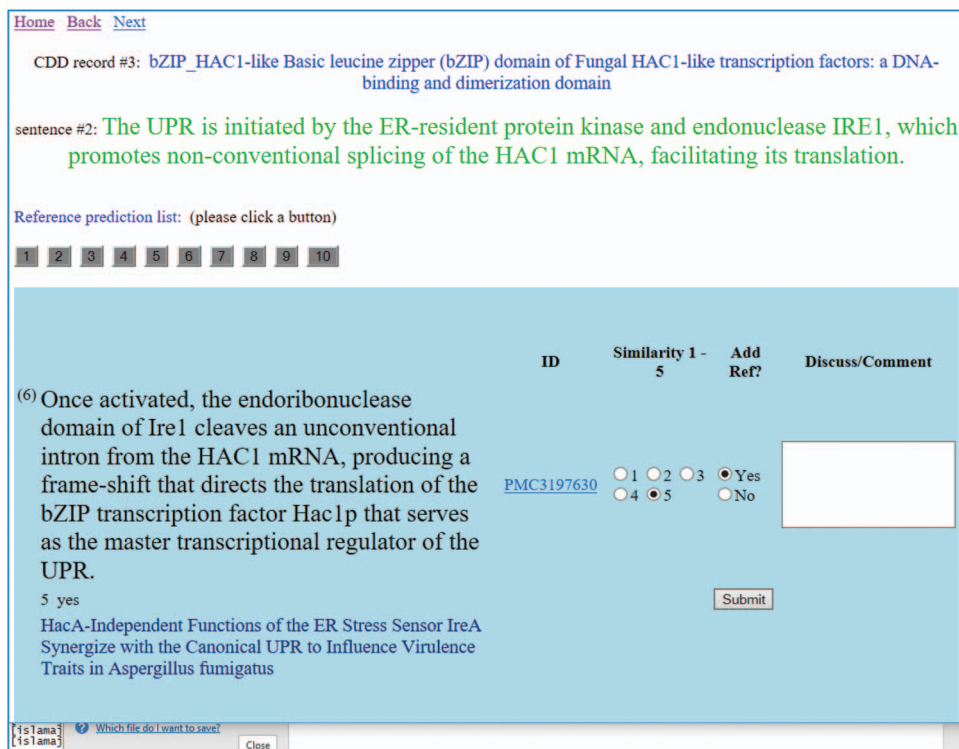 Home Back Next
CDD record #3: bZIP_HAC1-like Basic leucine zipper (bZIP) domain of Fungal HAC1-like transcription factors: a DNA-
binding and dimerization domain
sentence #2: The UPR is initiated by the ER-resident protein kinase and endonuclease IRE1, which
promotes non-conventional splicing of the HAC1 mRNA, facilitating its translation.
Reference prediction list: (please click a button)
1 2 3 4 5 6 7 8 9 10
ID Similarity 1 - 5 Add Ref? Discuss/Comment
(6) Once activated, the endoribonuclease
domain of Ire1 cleaves an unconventional
intron from the HAC1 mRNA, producing a
frame-shift that directs the translation of the
bZIP transcription factor Hac1p that serves
as the master transcriptional regulator of the
UPR.
5 yes
HacA-Independent Functions of the ER Stress Sensor IreA
Synergize with the Canonical UPR to Influence Virulence
Traits in Aspergillus fumigatus
PMC3197630
1 2 3
4 5
Yes
No
Submit
[islama]
[islama]
Which file do I want to save?
Close